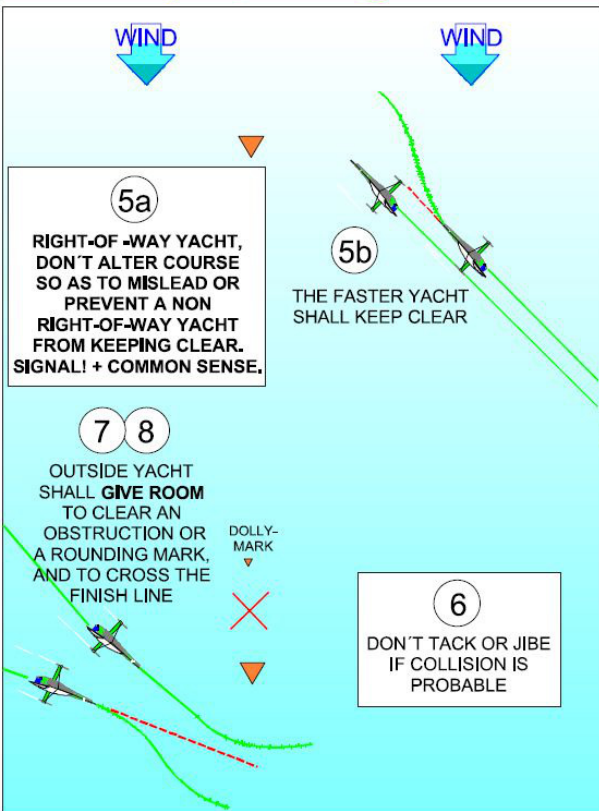 WIND
WIND
5a
RIGHT-OF -WAY YACHT,
DON´T ALTER COURSE
SO AS TO MISLEAD OR
PREVENT A NON
RIGHT-OF-WAY YACHT
FROM KEEPING CLEAR.
SIGNAL! + COMMON SENSE.
5b
THE FASTER YACHT
SHALL KEEP CLEAR
7 8
OUTSIDE YACHT
SHALL GIVE ROOM
TO CLEAR AN
OBSTRUCTION OR
A ROUNDING MARK,
AND TO CROSS THE
FINISH LINE
DOLLY-
MARK
6
DON´T TACK OR JIBE
IF COLLISION IS
PROBABLE